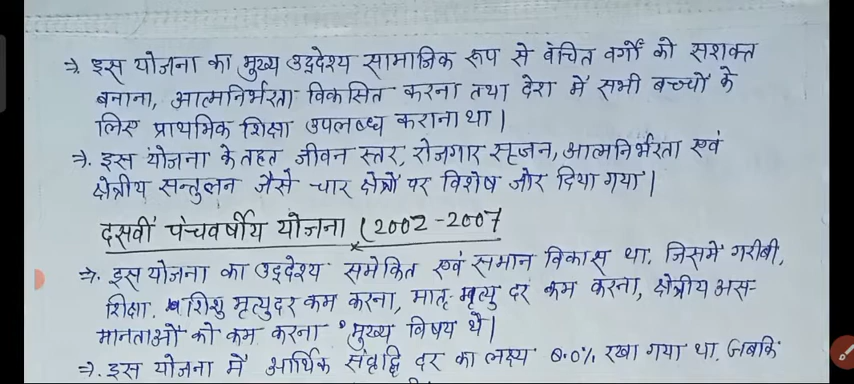 ⇒. इस योजना का मुख्य उद्देश्य सामाजिक रूप से वंचित वर्गों को सशक्त
बनाना, आत्मनिर्भरता विकसित करना तथा देश में सभी बच्चों के
लिए प्राथमिक शिक्षा उपलब्ध कराना था।
⇒. इस योजना के तहत जीवन स्तर, रोजगार सृजन, आत्मनिर्भरता एवं
क्षेत्रीय सन्तुलन जैसे चार क्षेत्रों पर विशेष जोर दिया गया।
दसवीं पंचवर्षीय योजना (2002-2007
⇒. इस योजना का उद्देश्य समेकित एवं समान विकास था. जिसमें गरीबी,
शिक्षा. शिशु मृत्युदर कम करना, मातृ-मृत्यु दर कम करना, क्षेत्रीय अस-
मानताओं को कम करना मुख्य विषय थे।
⇒. इस योजना में आर्थिक संवृद्धि दर का लक्ष्य 8.0% रखा गया था. जबकि